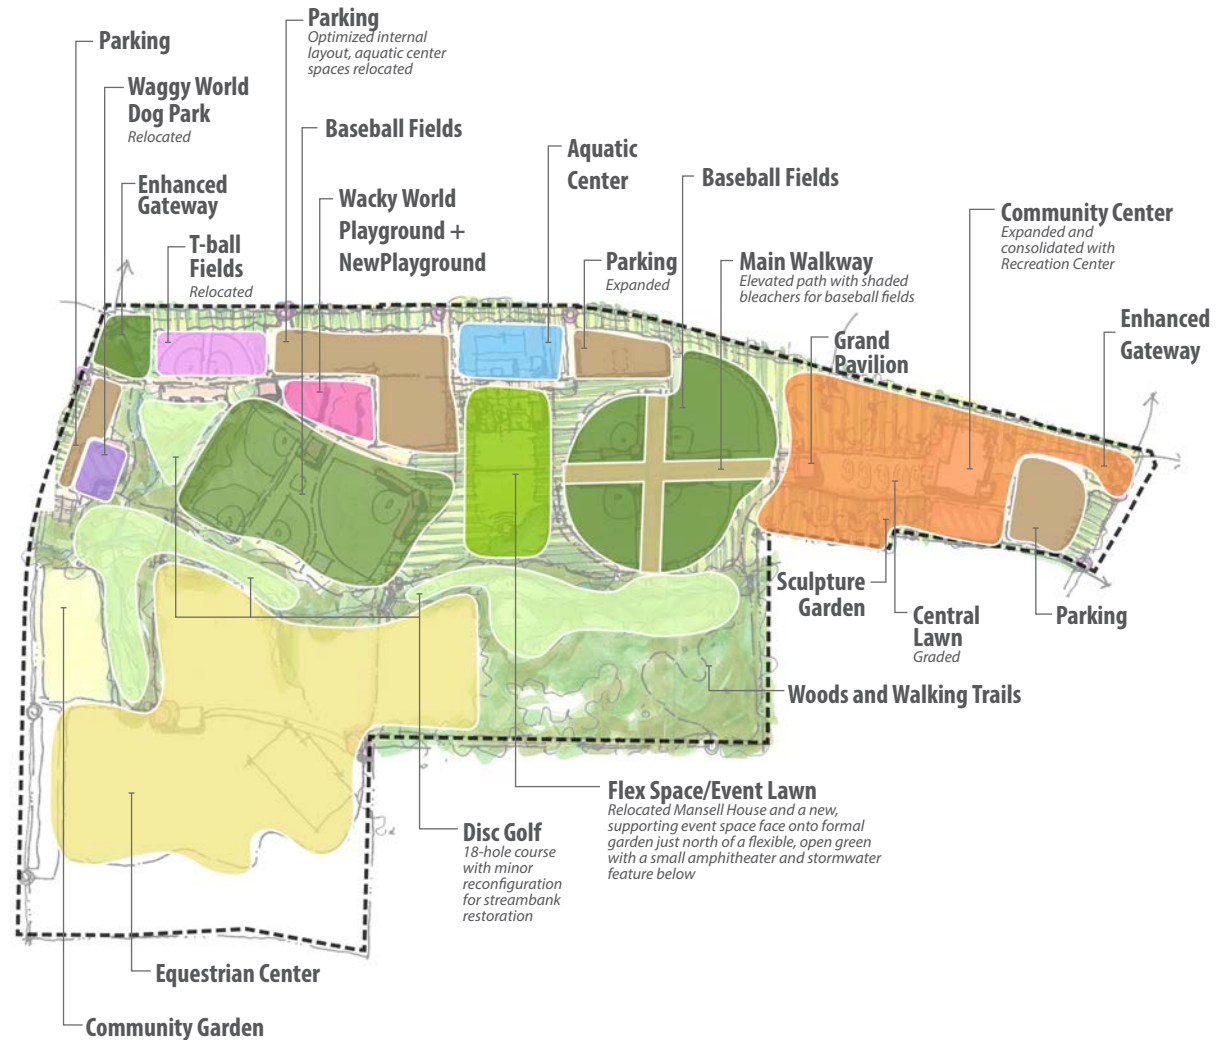 Parking
Optimized internal
layout, aquatic center
spaces relocated
Parking
Waggy World
Dog Park
Relocated
Baseball Fields
Aquatic
Center
Baseball Fields
Enhanced
Gateway
Wacky World
Playground +
NewPlayground
Community Center
Expanded and
consolidated with
Recreation Center
T-ball
Fields
Relocated
Parking
Expanded
Main Walkway
Elevated path with shaded
bleachers for baseball fields
Enhanced
Gateway
Grand
Pavilion
Sculpture
Garden
Central
Lawn
Graded
Parking
Woods and Walking Trails
Flex Space/Event Lawn
Relocated Mansell House and a new,
supporting event space face onto formal
garden just north of a flexible, open green
with a small amphitheater and stormwater
feature below
Disc Golf
18-hole course
with minor
reconfiguration
for streambank
restoration
Equestrian Center
Community Garden